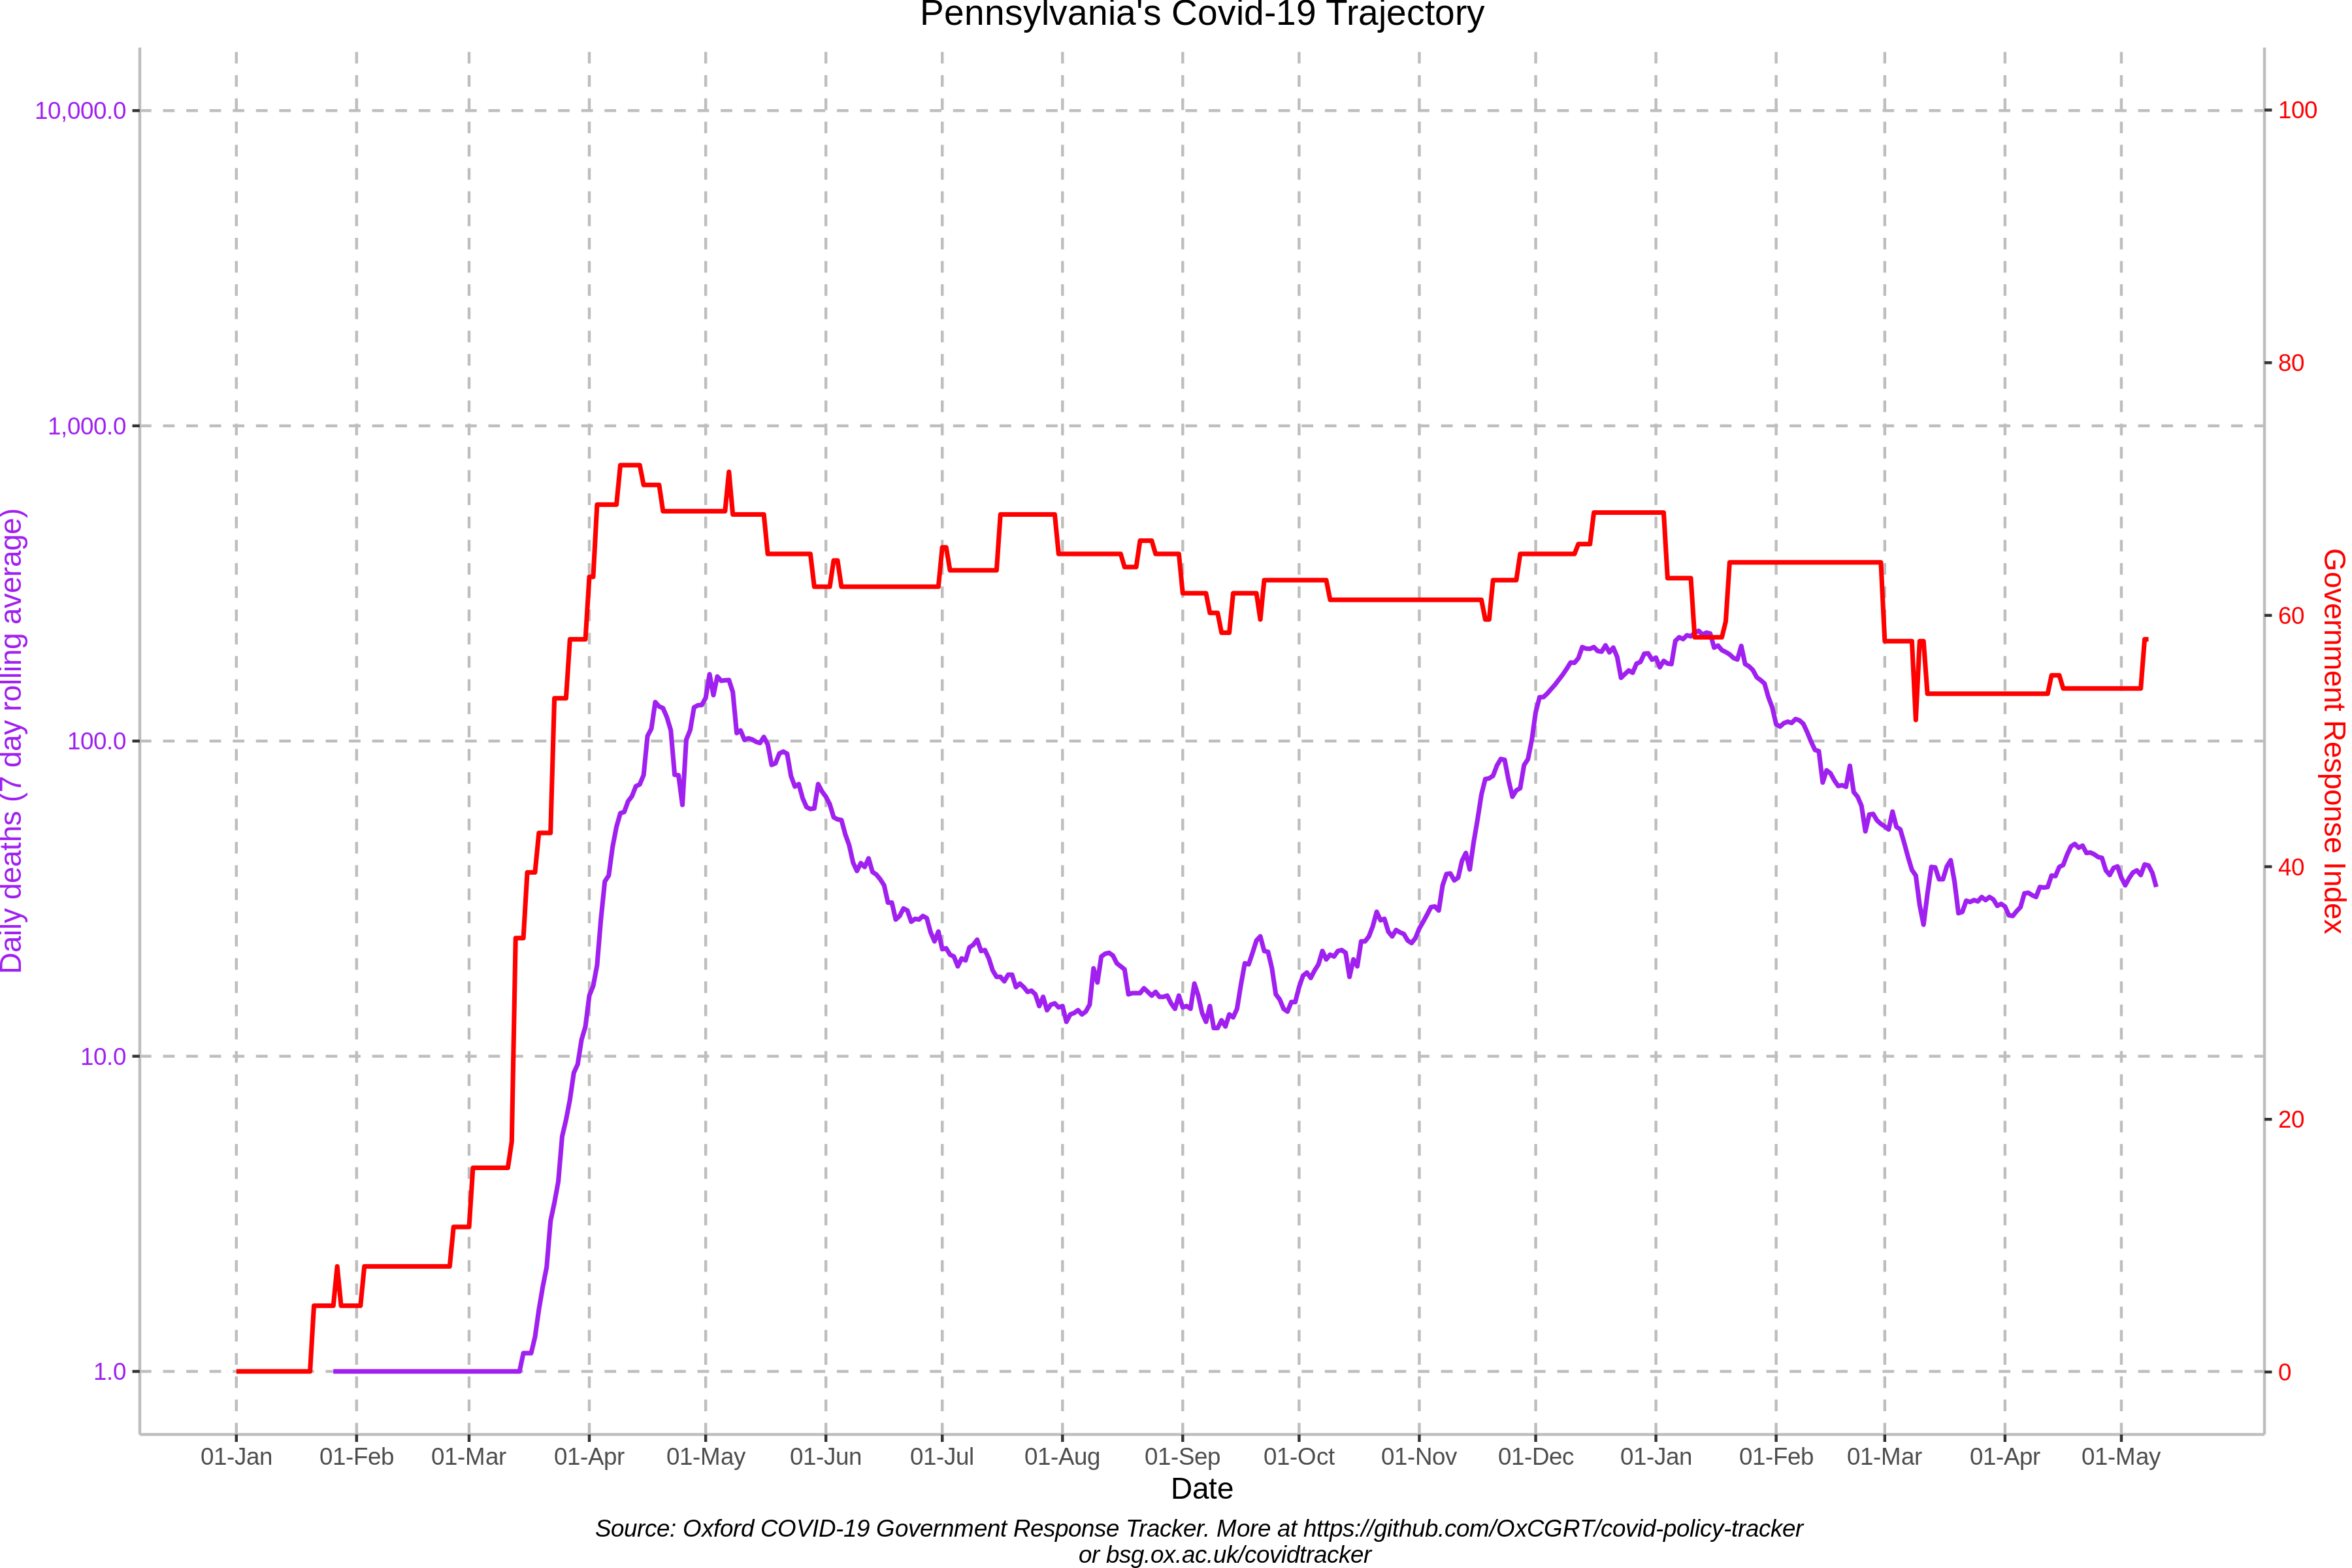 Pennsylvania's Covid-19 Trajectory
10,000.0
1,000.0
100.0
10.0
1.0
Daily deaths (7 day rolling average)
100
80
60
40
20
0
Government Response Index
01-Jan 01-Feb 01-Mar 01-Apr 01-May 01-Jun 01-Jul 01-Aug 01-Sep 01-Oct 01-Nov 01-Dec 01-Jan 01-Feb 01-Mar 01-Apr 01-May
Date
Source: Oxford COVID-19 Government Response Tracker. More at https://github.com/OxCGRT/covid-policy-tracker
or bsg.ox.ac.uk/covidtracker